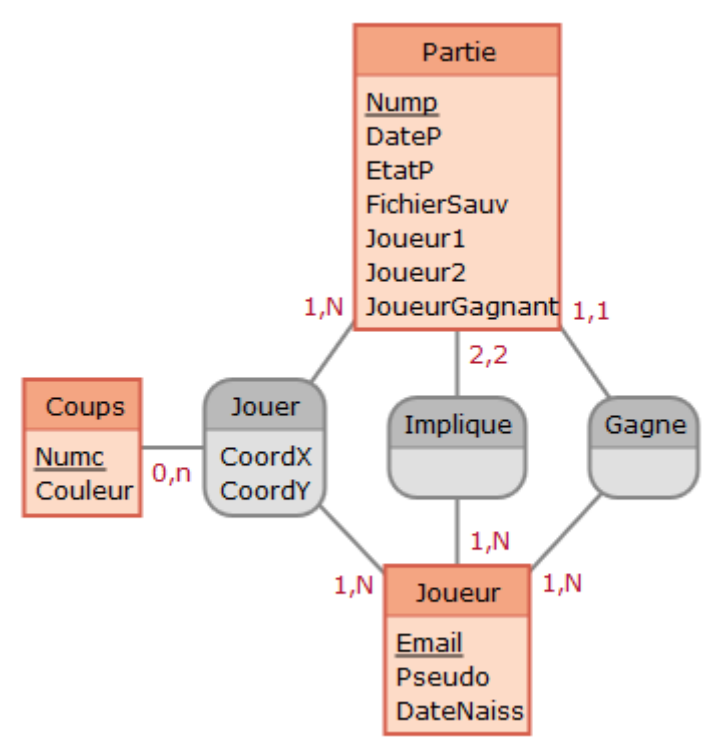 Partie
Nump
DateP
EtatP
FichierSauv
Joueur1
Joueur2
JoueurGagnant
1,N
1,1
2,2
Coups
Numc
Couleur
0,n
Jouer
CoordX
CoordY
Implique
Gagne
1,N
1,N
1,N
Joueur
Email
Pseudo
DateNaiss